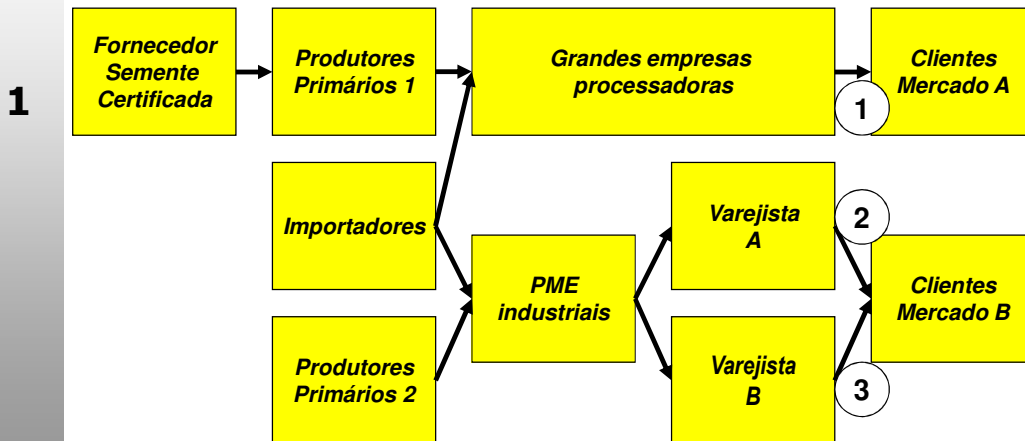 1
Fornecedor
Semente
Certificada
Produtores
Primários 1
Grandes empresas
processadoras
Clientes
Mercado A
1
Importadores
Varejista
A
2
PME
industriais
Clientes
Mercado B
Produtores
Primários 2
Varejista
B
3